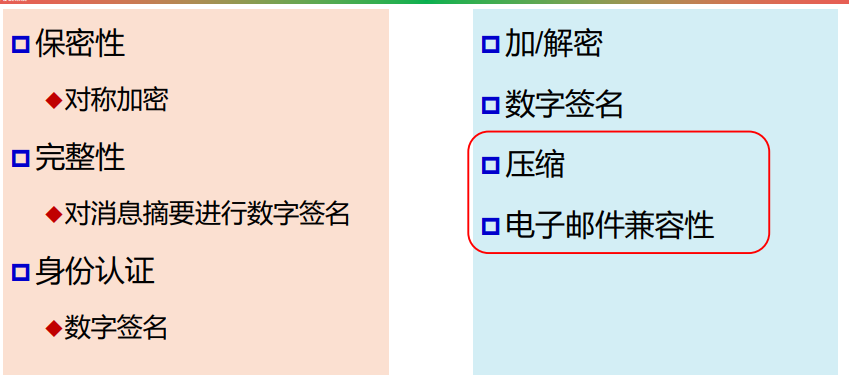 保密性
对称加密
完整性
对消息摘要进行数字签名
身份认证
数字签名
加/解密
数字签名
压缩
电子邮件兼容性